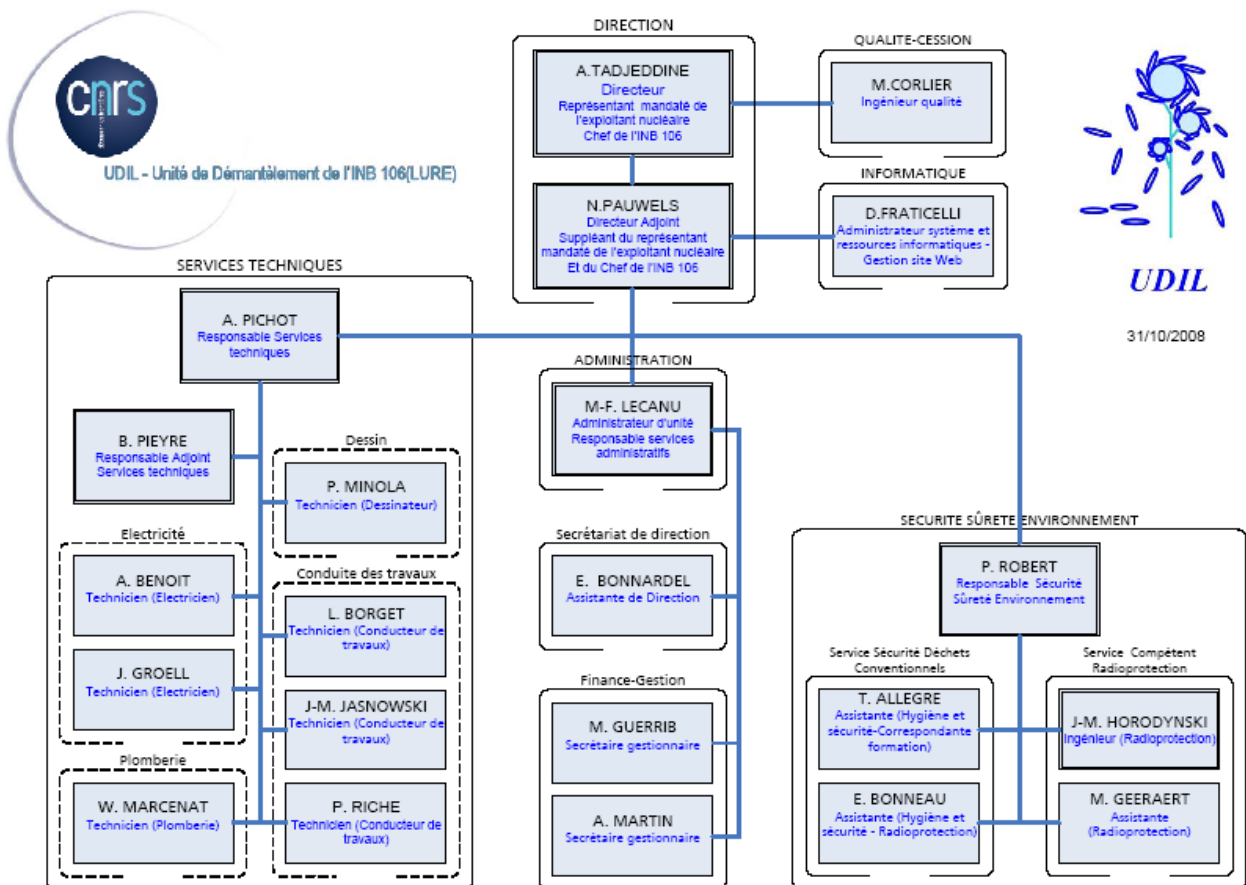 cnrs
UDIL - Unité de Démantèlement de l'INB 106(LURE)
DIRECTION
A.TADJEDDINE
Directeur
Représentant mandaté de
l'exploitant nucléaire
Chef de l'INB 106
N.PAUWELS
Directeur Adjoint
Suppléant du représentant
mandaté de l'exploitant nucléaire
Et du Chef de l'INB 106
QUALITE-CESSION
M.CORLIER
Ingénieur qualité
INFORMATIQUE
D.FRATICELLI
Administrateur système et
ressources informatiques -
Gestion site Web
UDIL
31/10/2008
SERVICES TECHNIQUES
A. PICHOT
Responsable Services
techniques
B. PIEYRE
Responsable Adjoint
Services techniques
Dessin
P. MINOLA
Technicien (Dessinateur)
Electricité
A. BENOIT
Technicien (Electricien)
J. GROELL
Technicien (Electricien)
Plomberie
W. MARCENAT
Technicien (Plomberie)
Conduite des travaux
L. BORGET
Technicien (Conducteur de
travaux)
J-M. JASNOWSKI
Technicien (Conducteur de
travaux)
P. RICHE
Technicien (Conducteur de
travaux)
ADMINISTRATION
M-F. LECANU
Administrateur d'unité
Responsable services
administratifs
Secrétariat de direction
E. BONNARDEL
Assistante de Direction
Finance-Gestion
M. GUERRIB
Secrétaire gestionnaire
A. MARTIN
Secrétaire gestionnaire
SECURITE SÛRETE ENVIRONNEMENT
P. ROBERT
Responsable Sécurité
Sûreté Environnement
Service Sécurité Déchets
Conventionnels
T. ALLEGRE
Assistante (Hygiène et
sécurité-Correspondante
formation)
E. BONNEAU
Assistante (Hygiène et
sécurité - Radioprotection)
Service Compétent
Radioprotection
J-M. HORODYNSKI
Ingénieur (Radioprotection)
M. GEERAERT
Assistante
(Radioprotection)